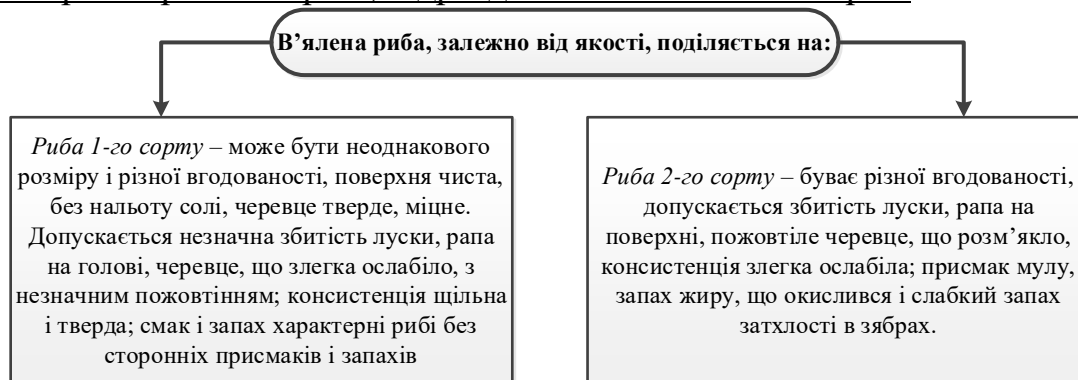 В’ялена риба, залежно від якості, поділяється на:
Риба 1-го сорту – може бути неоднакового
розміру і різної вгодованості, поверхня чиста,
без нальоту солі, черевце тверде, міцне.
Допускається незначна збитість луски, рапа
на голові, черевце, що злегка ослабіло, з
незначним пожовтінням; консистенція щільна
і тверда; смак і запах характерні рибі без
сторонніх присмаків і запахів
Риба 2-го сорту – буває різної вгодованості,
допускається збитість луски, рапа на
поверхні, пожовтіле черевце, що розм’якло,
консистенція злегка ослабіла; присмак мулу,
запах жиру, що окислився і слабкий запах
затхлості в зябрах.